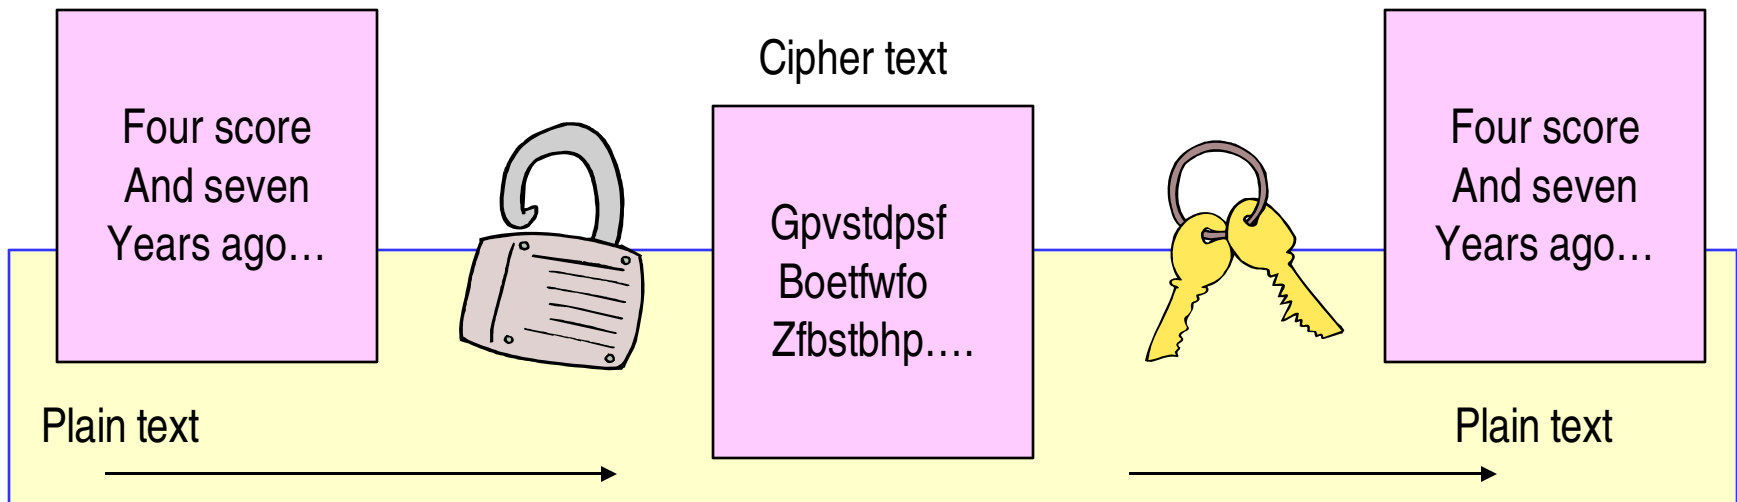 Four score
And seven
Years ago…
Plain text
Cipher text
Gpvstdpsf
Boetfwfo
Zfbstbhp….
Four score
And seven
Years ago…
Plain text